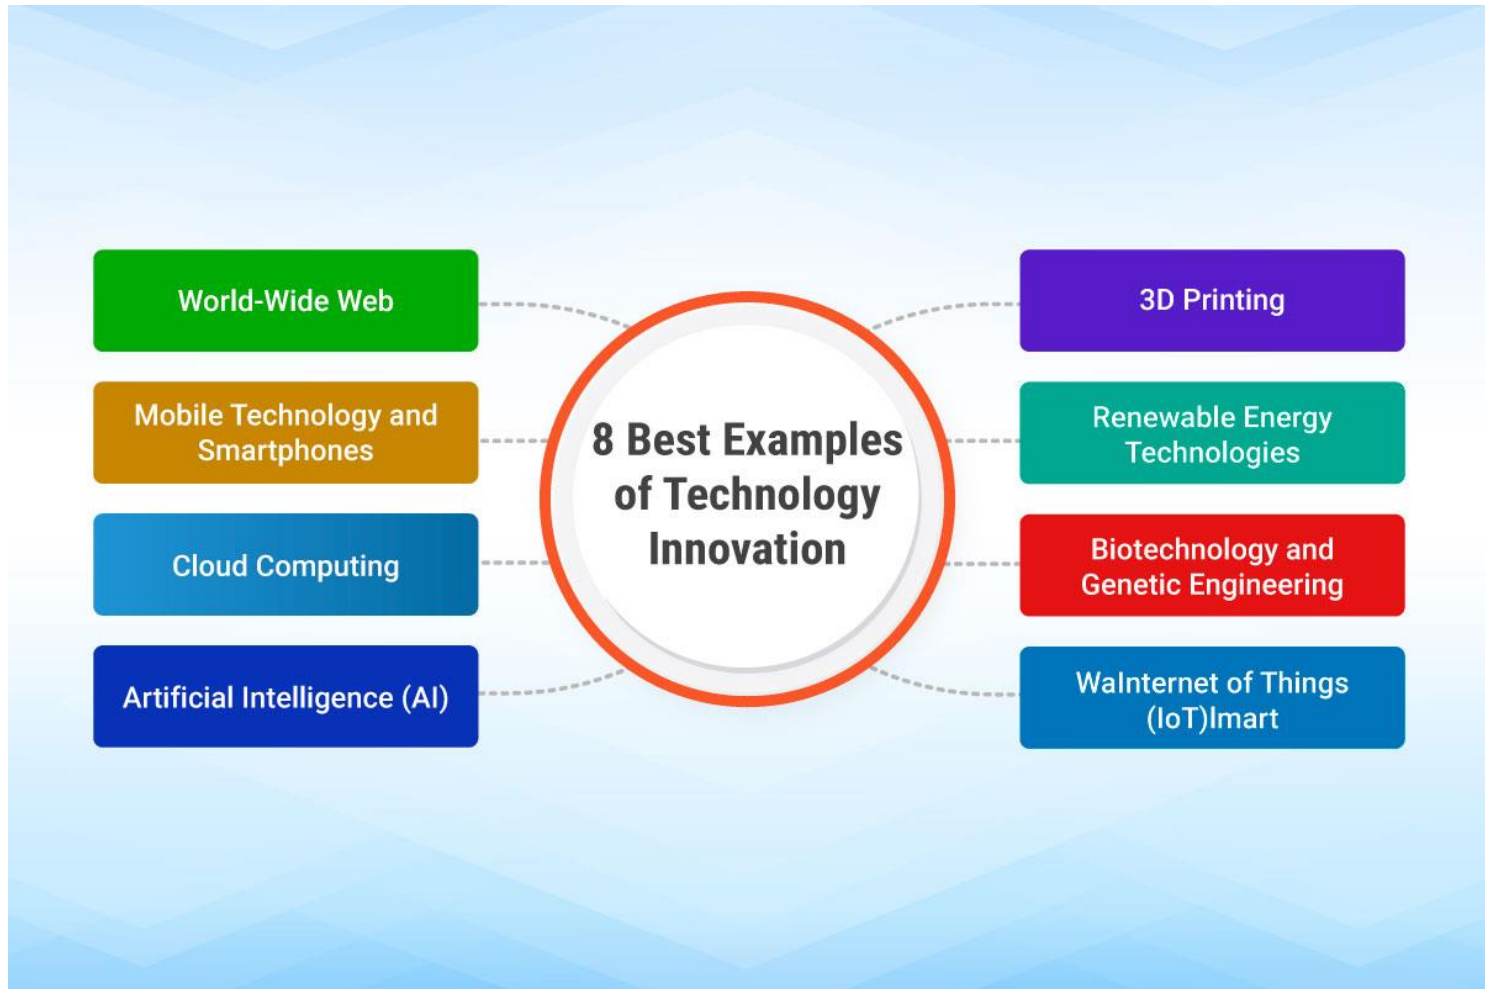 World-Wide Web
Mobile Technology and
Smartphones
Cloud Computing
Artificial Intelligence (AI)
8 Best Examples
of Technology
Innovation
3D Printing
Renewable Energy
Technologies
Biotechnology and
Genetic Engineering
WaInternet of Things
(IoT)lmart